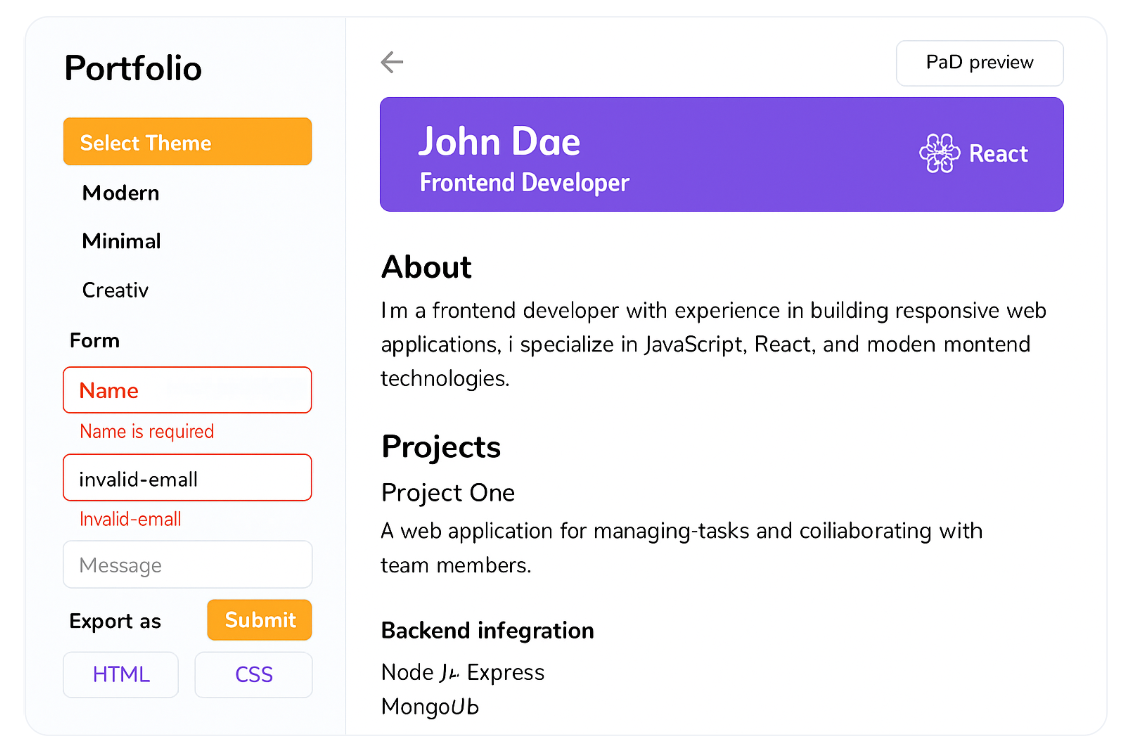 Portfolio
Select Theme
Modern
Minimal
Creativ
Form
Name
Name is required
invalid-emall
Invalid-emall
Message
Export as
Submit
HTML
CSS
PaD preview
John Dae
Frontend Developer
React
About
Im a frontend developer with experience in building responsive web
applications, i specialize in JavaScript, React, and moden montend
technologies.
Projects
Project One
A web application for managing-tasks and coiliaborating with
team members.
Backend infegration
Node Express
MongoUb